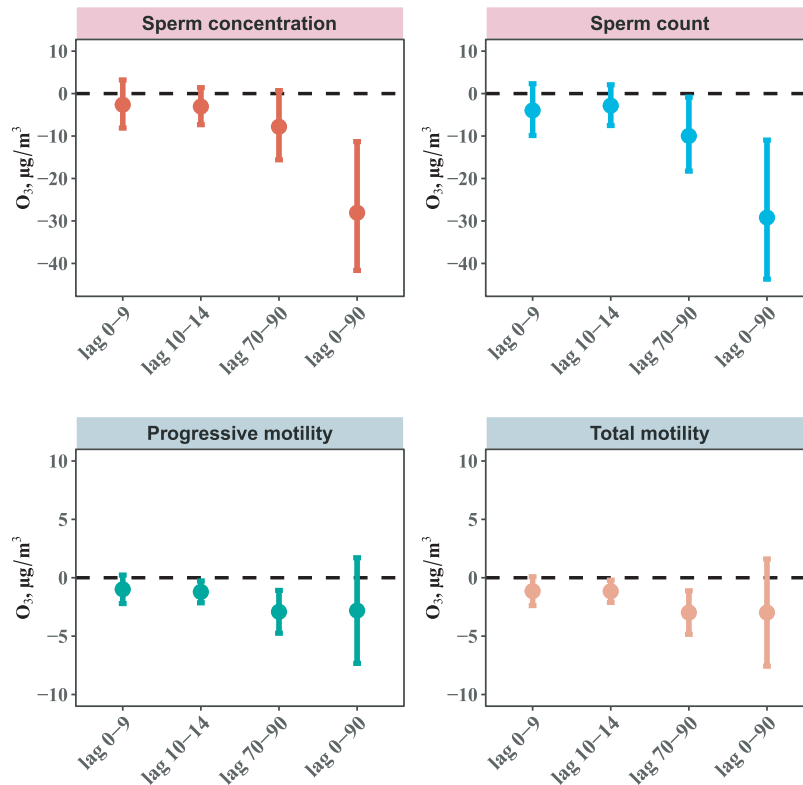 Sperm concentration
10
0
−10
−20
−30
−40
O3, μg/m3
lag 0−9
lag 10−14
lag 70−90
lag 0−90
Sperm count
10
0
−10
−20
−30
−40
O3, μg/m3
lag 0−9
lag 10−14
lag 70−90
lag 0−90
Progressive motility
10
5
0
−5
−10
O3, μg/m3
lag 0−9
lag 10−14
lag 70−90
lag 0−90
Total motility
10
5
0
−5
−10
O3, μg/m3
lag 0−9
lag 10−14
lag 70−90
lag 0−90